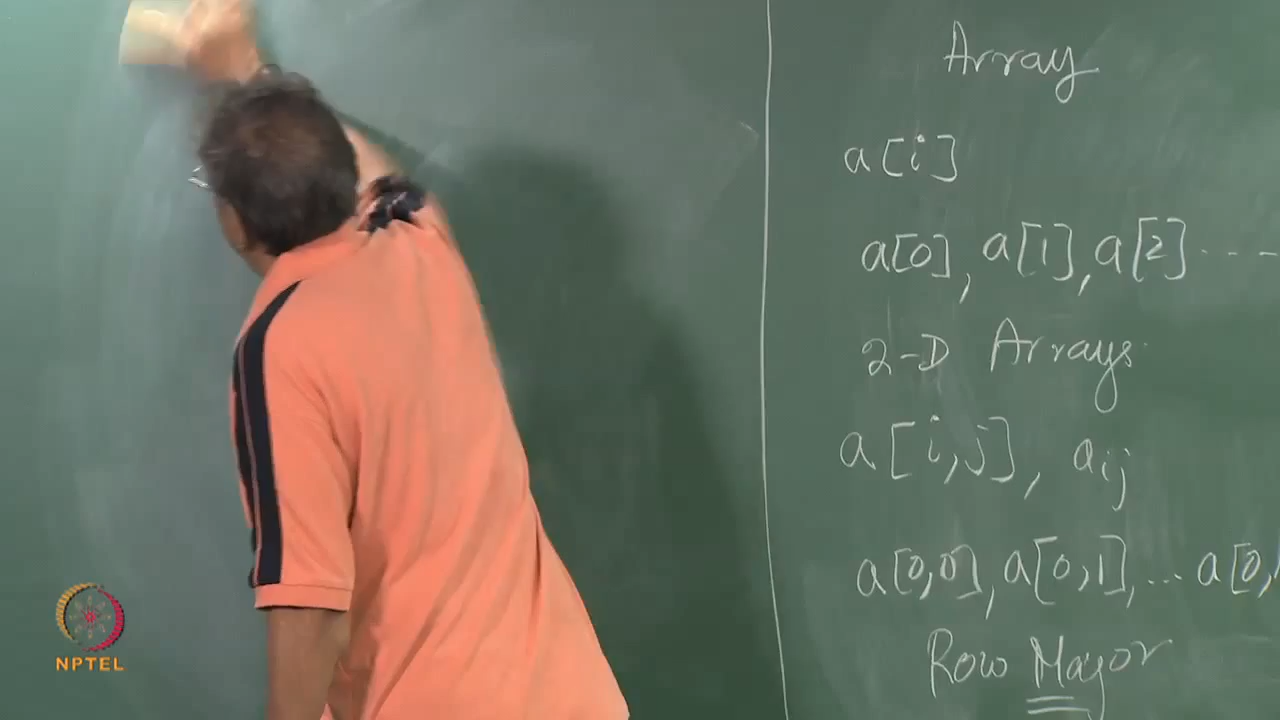 Array
a[i]
a[0], a[1], a[2] ----
2-D Arrays
a[i,j], aij
a[0,0], a[0,1], ... a[0,
Row Major
NPTEL